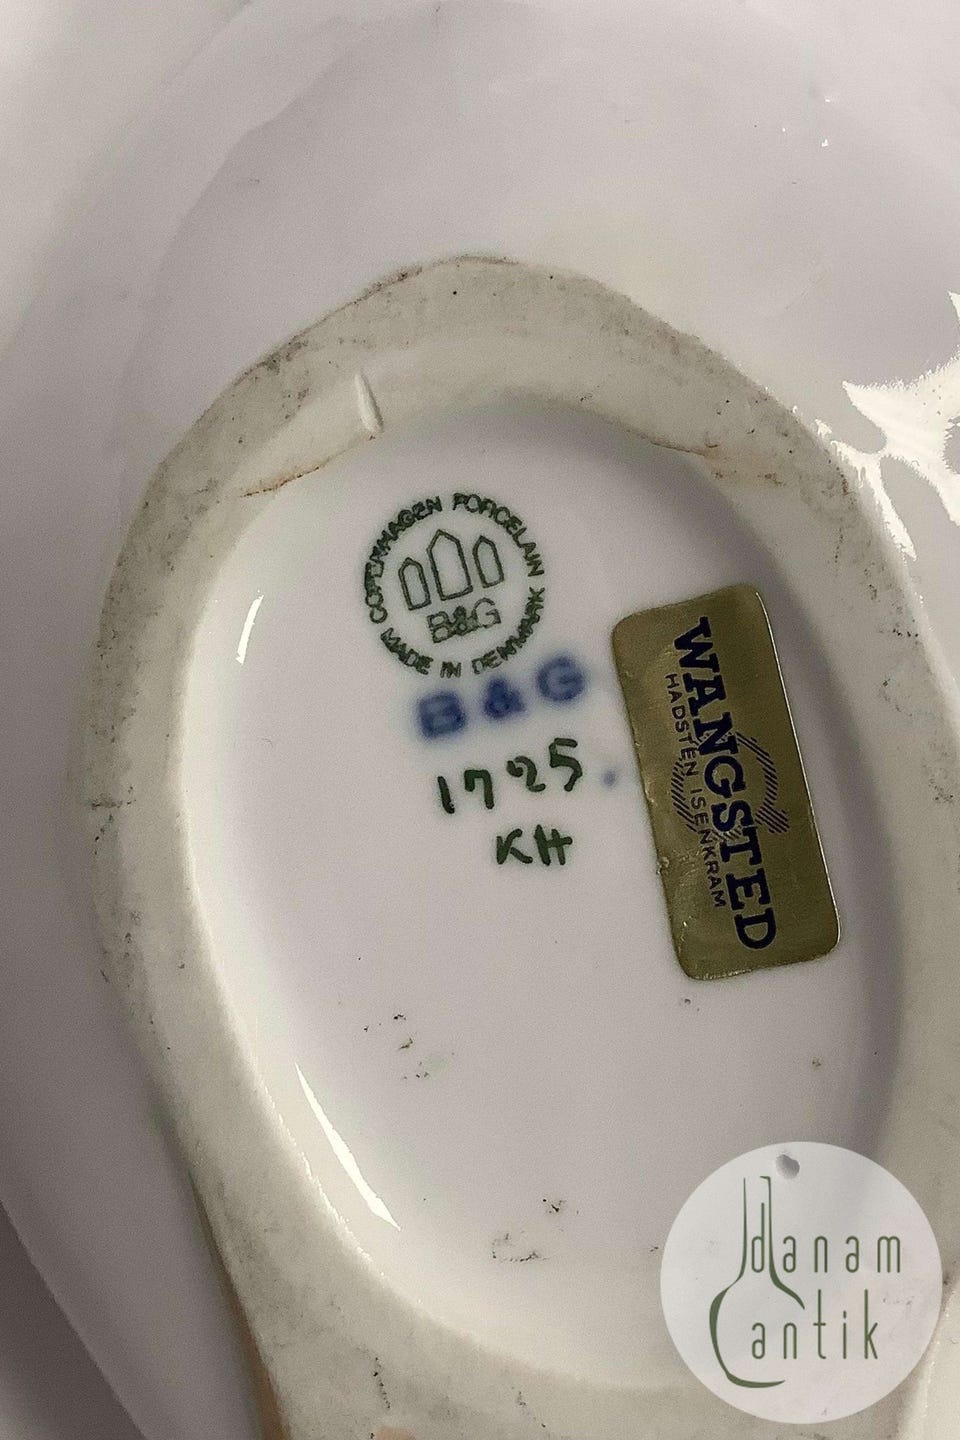 COPENHAGEN PORCELAIN
B&G
MADE IN DENMARK
B & G
1725
KH
WANGSTED
HADSTEN ISENKRAM
danam
antik